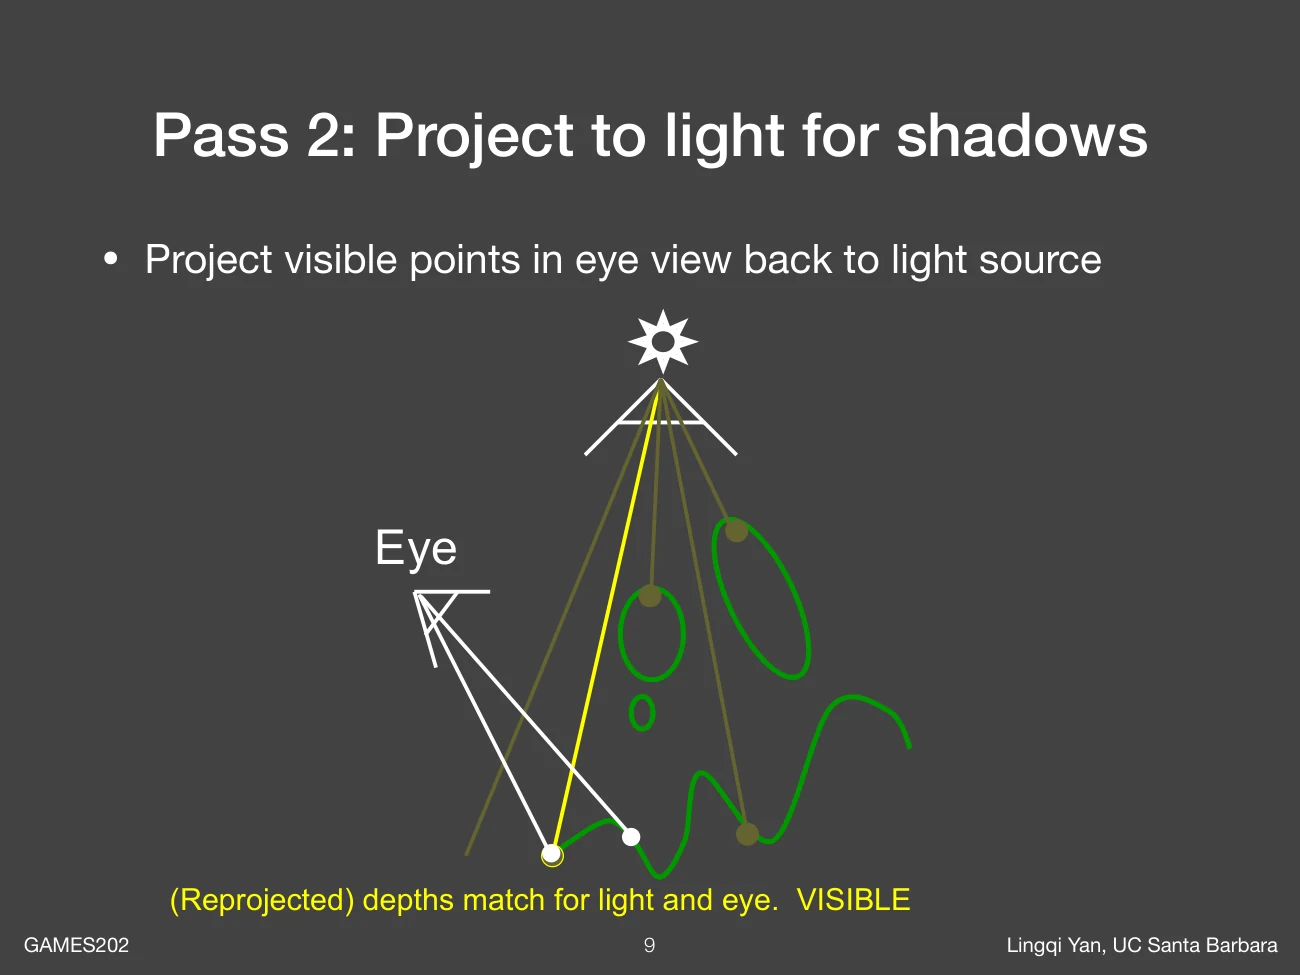 Pass 2: Project to light for shadows
• Project visible points in eye view back to light source
Eye
(Reprojected) depths match for light and eye.  VISIBLE
GAMES202
9
Lingqi Yan, UC Santa Barbara